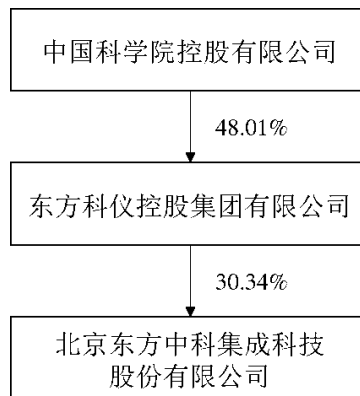 中国科学院控股有限公司
48.01%
东方科仪控股集团有限公司
30.34%
北京东方中科集成科技
股份有限公司